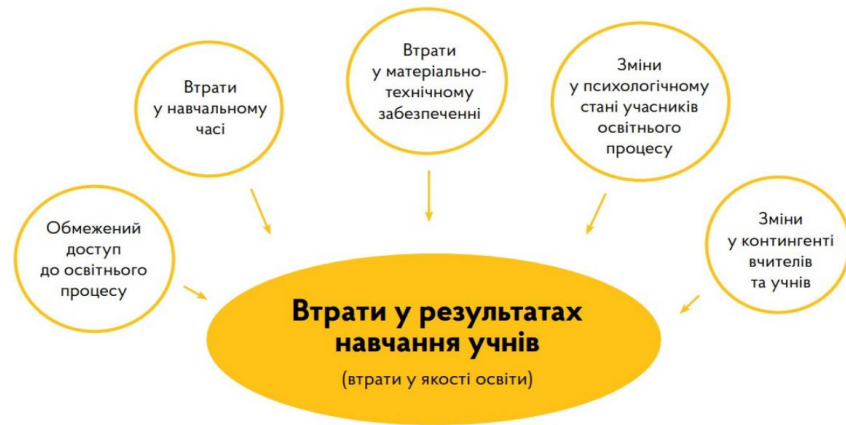 Втрати
у навчальному
часі
Втрати
у матеріально-
технічному
забезпеченні
Зміни
у психологічному
стані учасників
освітнього
процесу
Обмежений
доступ
до освітнього
процесу
Зміни
у контингенті
вчителів
та учнів
Втрати у результатах
навчання учнів
(втрати у якості освіти)